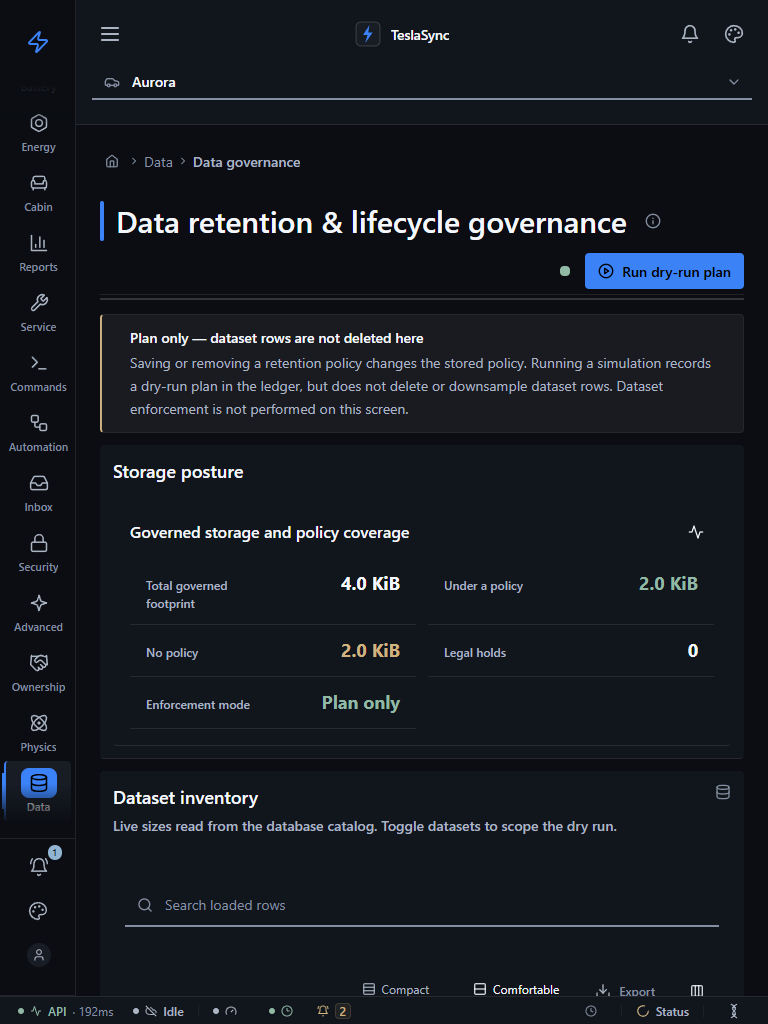 TeslaSync
Aurora
Energy
Cabin
Reports
Service
Commands
Automation
Inbox
Security
Advanced
Ownership
Physics
Data
1
Data
Data governance
Data retention & lifecycle governance
Run dry-run plan
Plan only — dataset rows are not deleted here
Saving or removing a retention policy changes the stored policy. Running a simulation records
a dry-run plan in the ledger, but does not delete or downsample dataset rows. Dataset
enforcement is not performed on this screen.
Storage posture
Governed storage and policy coverage
Total governed
footprint
4.0 KiB
Under a policy
2.0 KiB
No policy
2.0 KiB
Legal holds
0
Enforcement mode
Plan only
Dataset inventory
Live sizes read from the database catalog. Toggle datasets to scope the dry run.
Search loaded rows
Compact
Comfortable
Export
API · 192ms
Idle
2
Status